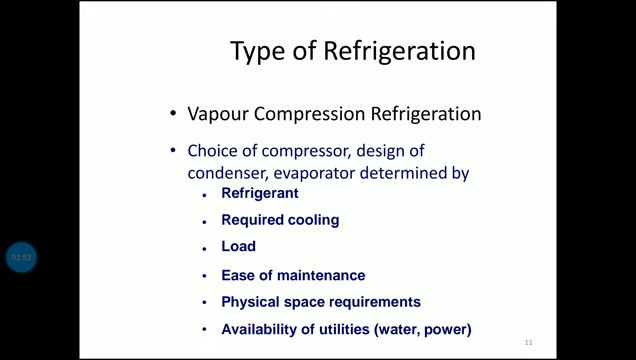 Type of Refrigeration
• Vapour Compression Refrigeration
• Choice of compressor, design of
condenser, evaporator determined by
• Refrigerant
• Required cooling
• Load
• Ease of maintenance
• Physical space requirements
• Availability of utilities (water, power)
03:53
11